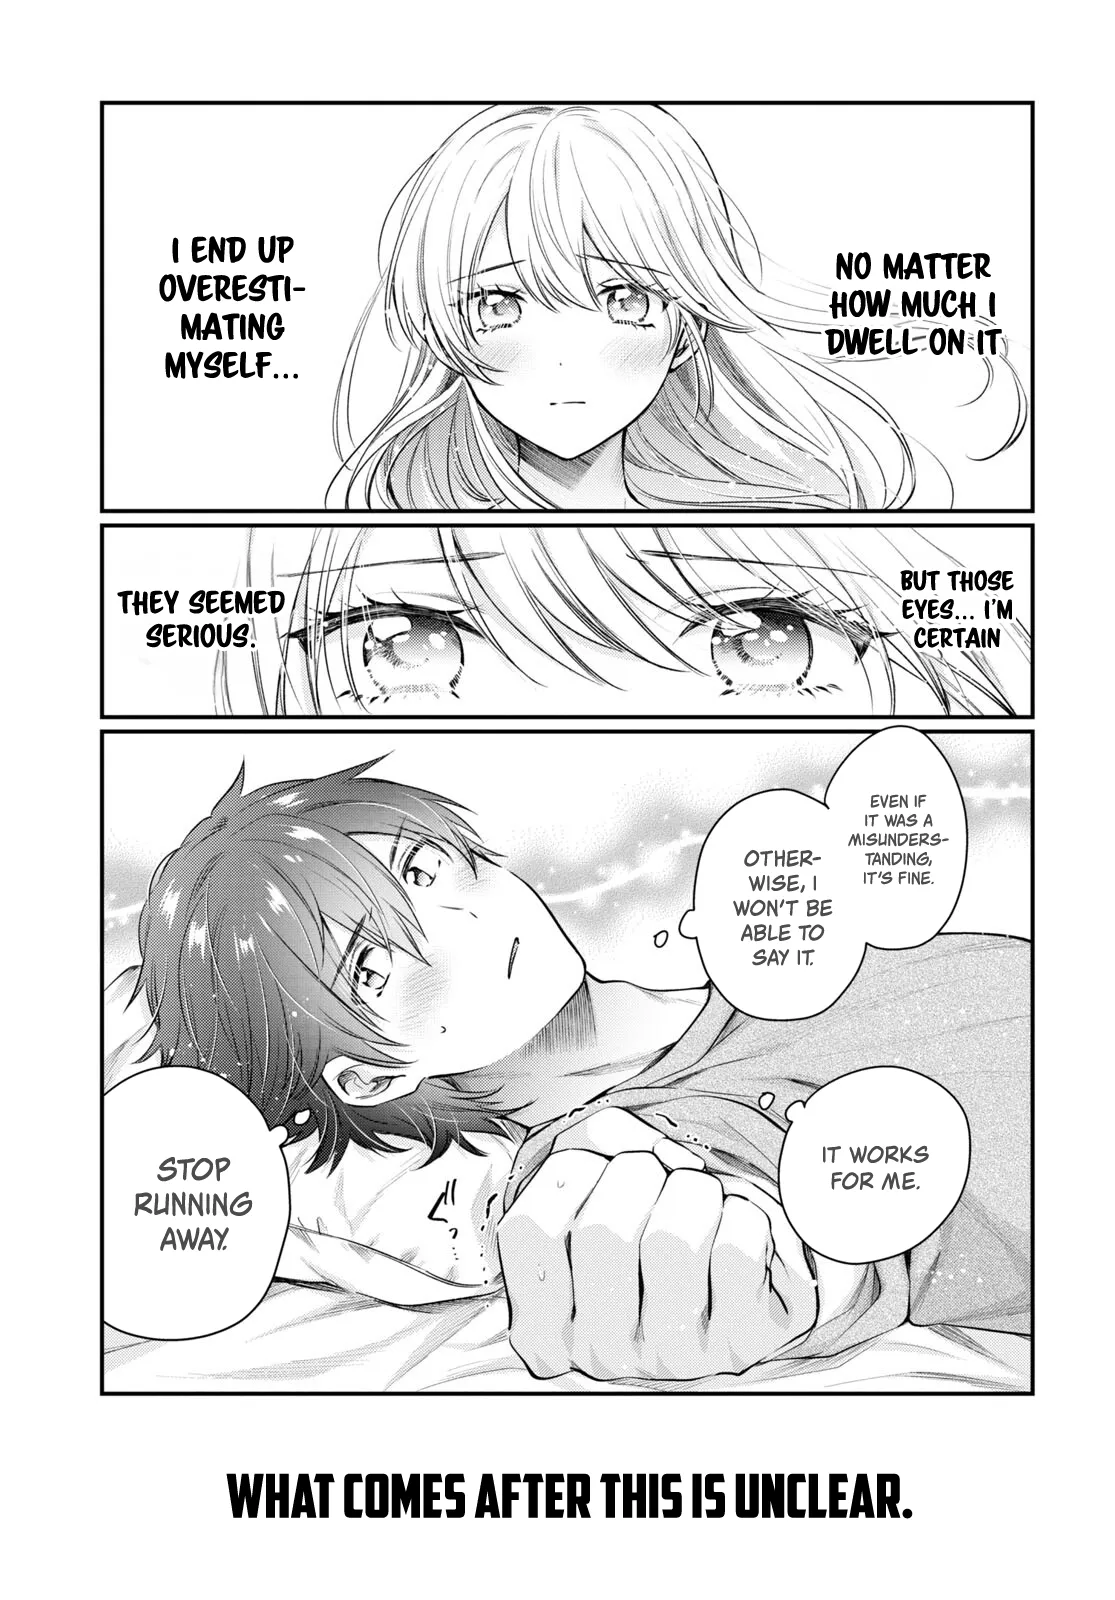 NO MATTER
HOW MUCH I
DWELL ON IT
I END UP
OVERESTI-
MATING
MYSELF...
BUT THOSE
EYES... I'M
CERTAIN
THEY SEEMED
SERIOUS.
EVEN IF
IT WAS A
MISUNDERS-
TANDING,
IT'S FINE.
OTHER-
WISE, I
WON'T BE
ABLE TO
SAY IT.
IT WORKS
FOR ME.
STOP
RUNNING
AWAY.
WHAT COMES AFTER THIS IS UNCLEAR.